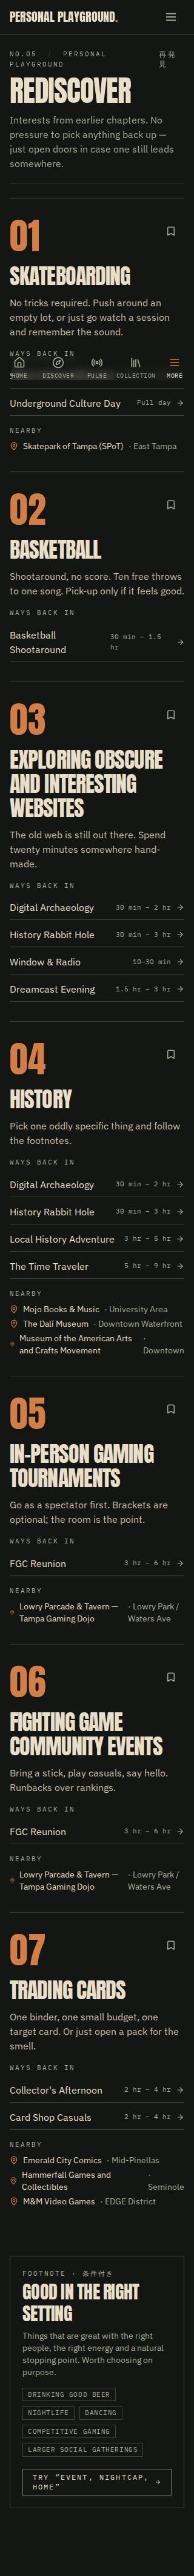 PERSONAL PLAYGROUND.
NO.05 / PERSONAL
PLAYGROUND
再発
見
REDISCOVER
Interests from earlier chapters. No
pressure to pick anything back up —
just open doors in case one still leads
somewhere.
01
SKATEBOARDING
No tricks required. Push around an
empty lot, or just go watch a session
and remember the sound.
WAYS BACK IN
HOME DISCOVER PULSE COLLECTION MORE
Underground Culture Day Full day →
NEARBY
Skatepark of Tampa (SPoT) · East Tampa
02
BASKETBALL
Shootaround, no score. Ten free throws
to one song. Pick-up only if it feels good.
WAYS BACK IN
Basketball
Shootaround
30 min – 1.5
hr →
03
EXPLORING OBSCURE
AND INTERESTING
WEBSITES
The old web is still out there. Spend
twenty minutes somewhere hand-
made.
WAYS BACK IN
Digital Archaeology 30 min – 2 hr →
History Rabbit Hole 30 min – 3 hr →
Window & Radio 10–30 min →
Dreamcast Evening 1.5 hr – 3 hr →
04
HISTORY
Pick one oddly specific thing and follow
the footnotes.
WAYS BACK IN
Digital Archaeology 30 min – 2 hr →
History Rabbit Hole 30 min – 3 hr →
Local History Adventure 3 hr – 5 hr →
The Time Traveler 5 hr – 9 hr →
NEARBY
Mojo Books & Music · University Area
The Dalí Museum · Downtown Waterfront
Museum of the American Arts
and Crafts Movement
·
Downtown
05
IN-PERSON GAMING
TOURNAMENTS
Go as a spectator first. Brackets are
optional; the room is the point.
WAYS BACK IN
FGC Reunion 3 hr – 6 hr →
NEARBY
Lowry Parcade & Tavern —
Tampa Gaming Dojo
· Lowry Park /
Waters Ave
06
FIGHTING GAME
COMMUNITY EVENTS
Bring a stick, play casuals, say hello.
Runbacks over rankings.
WAYS BACK IN
FGC Reunion 3 hr – 6 hr →
NEARBY
Lowry Parcade & Tavern —
Tampa Gaming Dojo
· Lowry Park /
Waters Ave
07
TRADING CARDS
One binder, one small budget, one
target card. Or just open a pack for the
smell.
WAYS BACK IN
Collector's Afternoon 2 hr – 4 hr →
Card Shop Casuals 2 hr – 4 hr →
NEARBY
Emerald City Comics · Mid-Pinellas
Hammerfall Games and
Collectibles
·
Seminole
M&M Video Games · EDGE District
FOOTNOTE · 条件付き
GOOD IN THE RIGHT
SETTING
Things that are great with the right
people, the right energy and a natural
stopping point. Worth choosing on
purpose.
DRINKING GOOD BEER
NIGHTLIFE DANCING
COMPETITIVE GAMING
LARGER SOCIAL GATHERINGS
TRY “EVENT, NIGHTCAP,
HOME” →